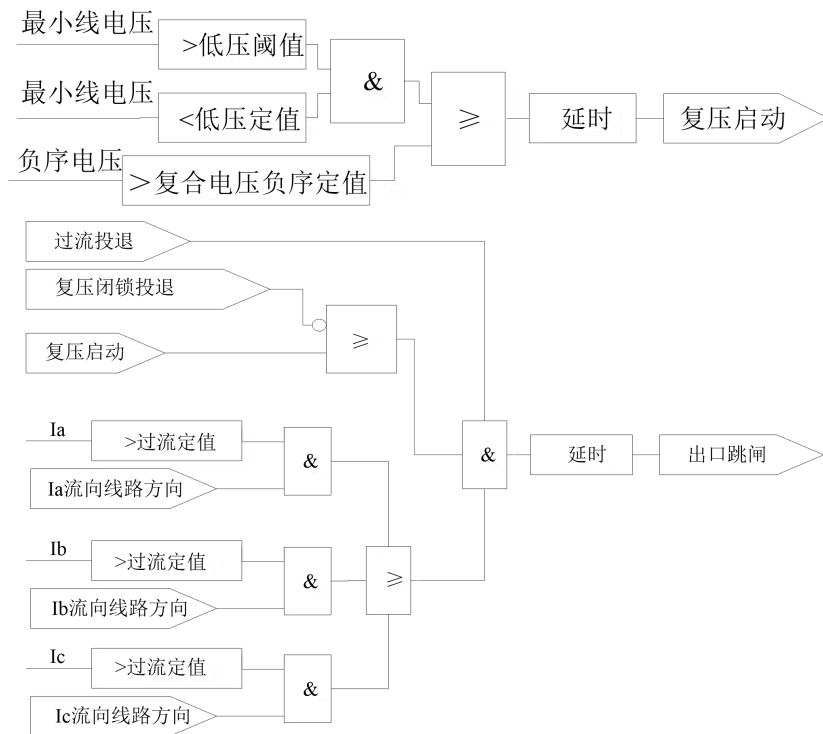 最小线电压
>低压阈值
&
最小线电压
<低压定值
≥
延时
复压启动
负序电压
>复合电压负序定值
过流投退
复压闭锁投退
≥
复压启动
Ia
>过流定值
&
Ia流向线路方向
&
延时
出口跳闸
Ib
>过流定值
&
≥
Ib流向线路方向
Ic
>过流定值
&
Ic流向线路方向